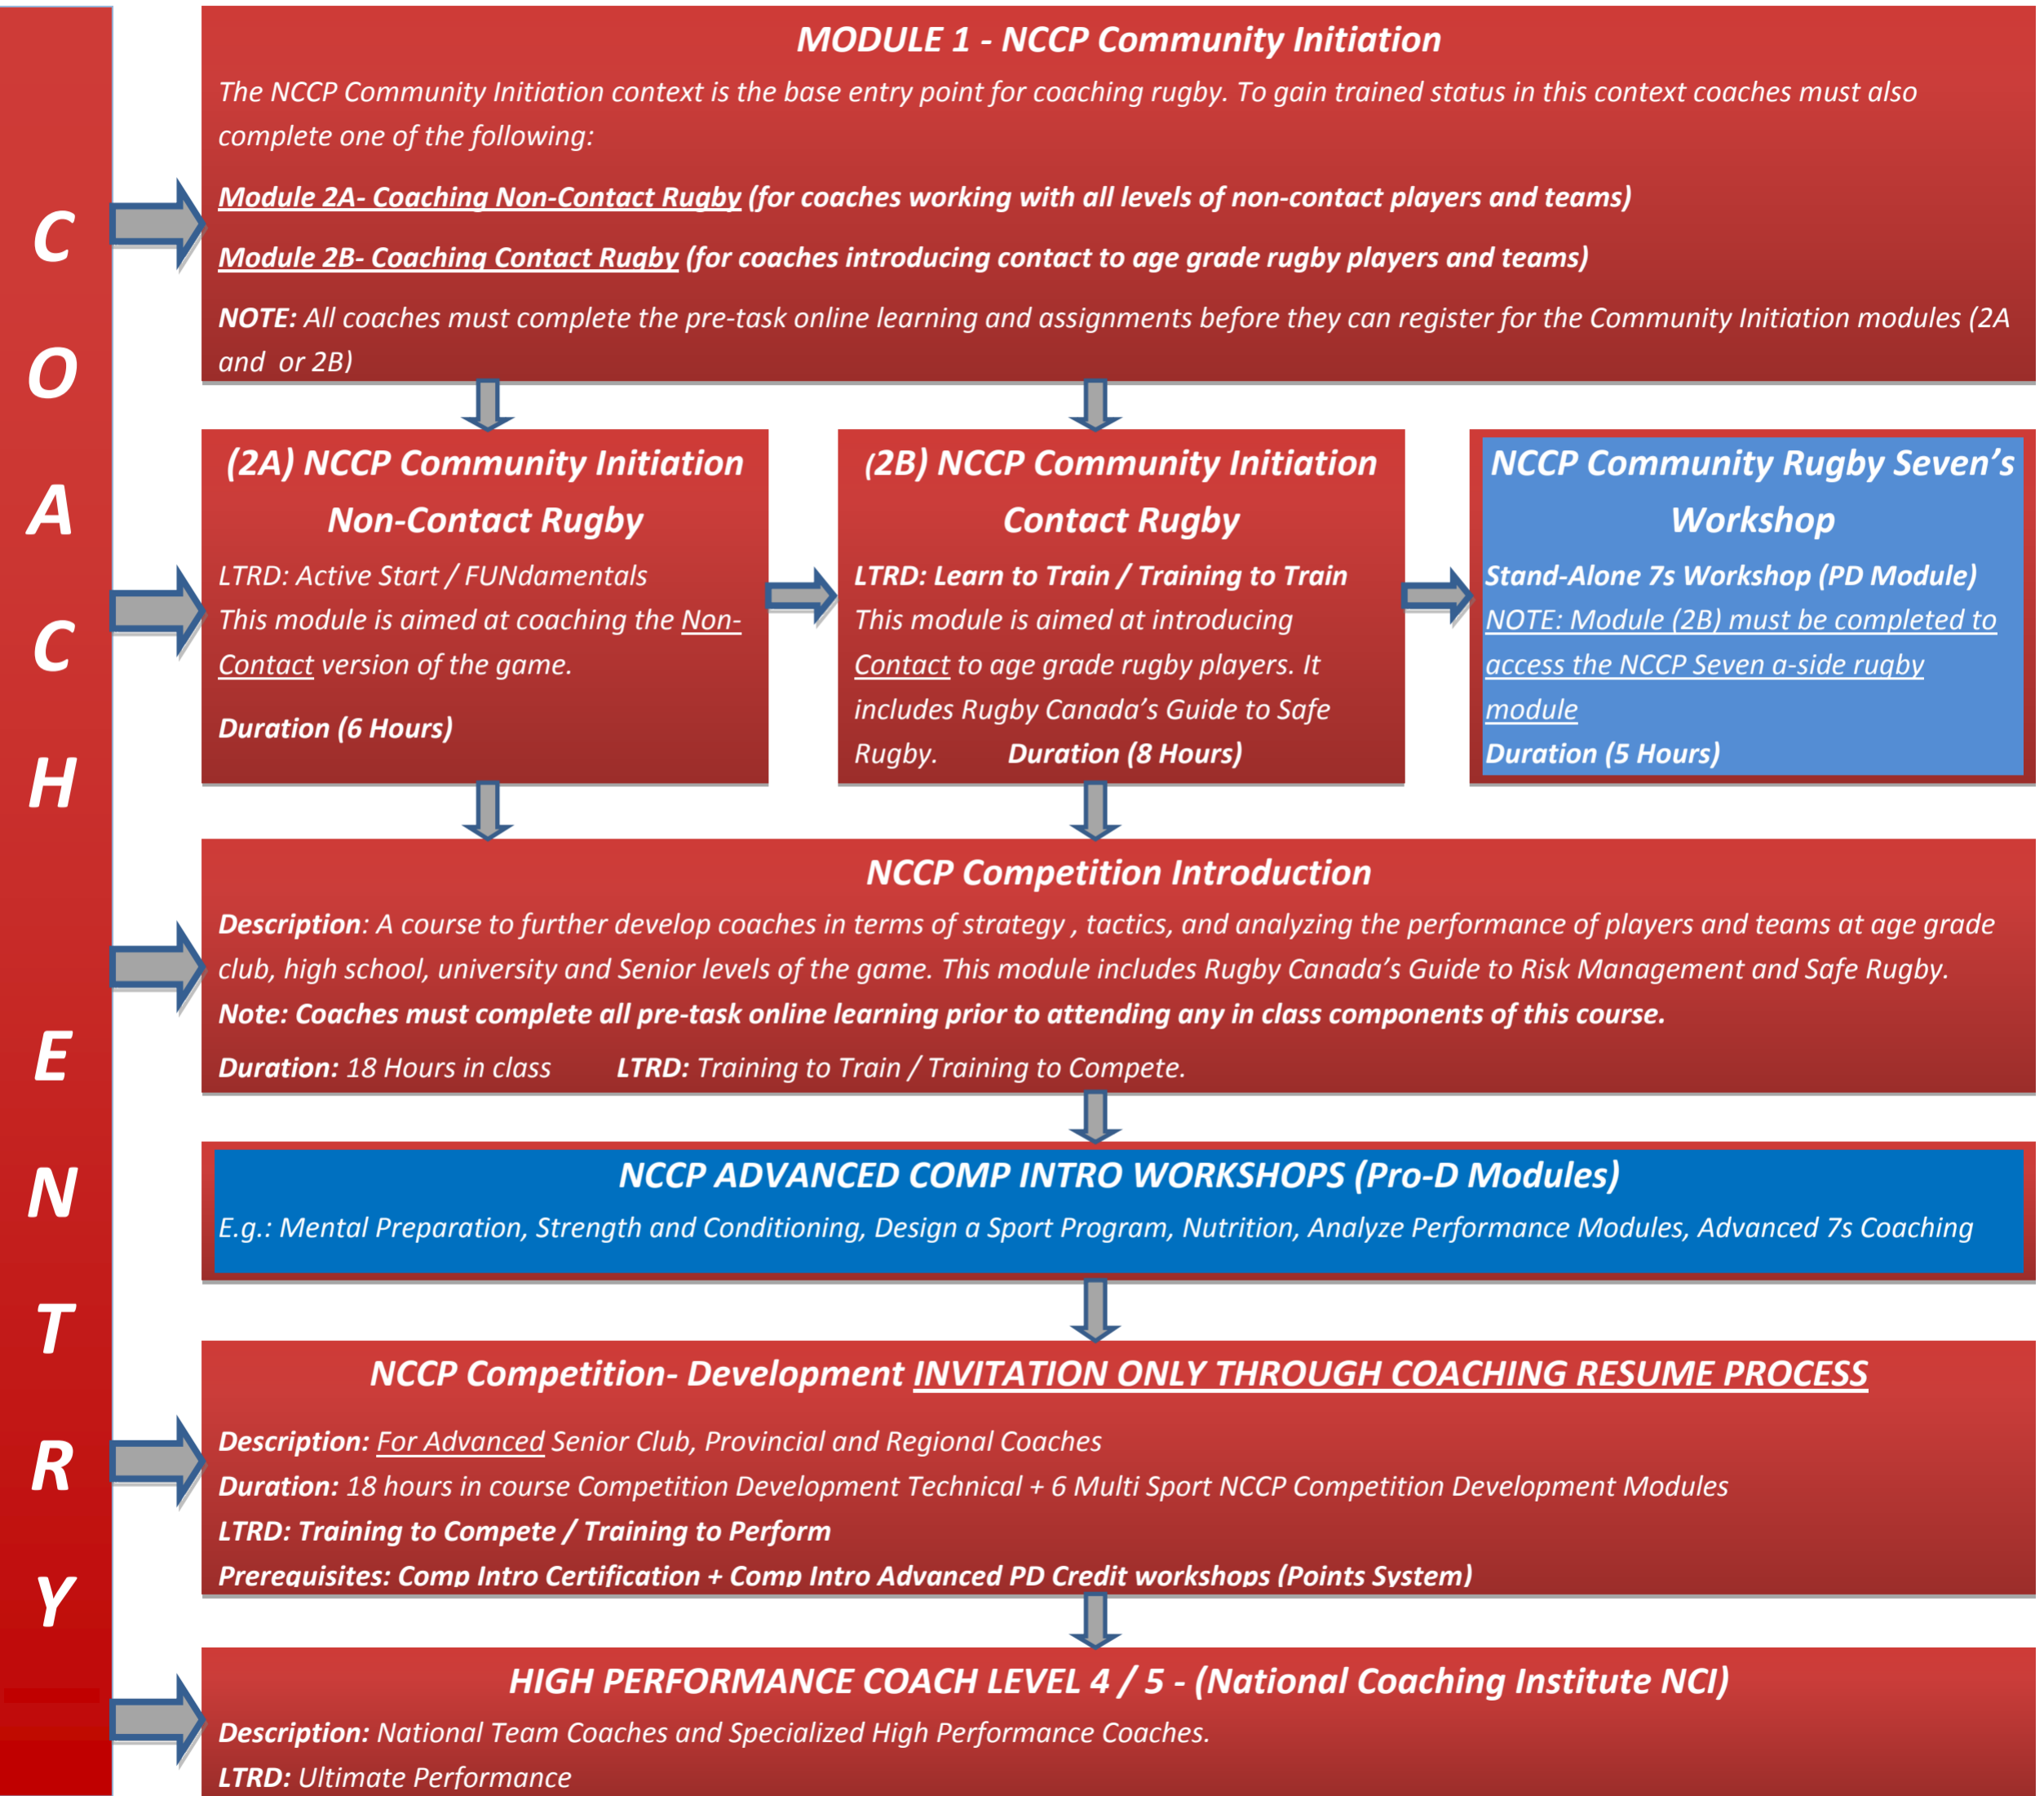 COACH ENTRY
MODULE 1 - NCCP Community Initiation
The NCCP Community Initiation context is the base entry point for coaching rugby. To gain trained status in this context coaches must also
complete one of the following:
Module 2A- Coaching Non-Contact Rugby (for coaches working with all levels of non-contact players and teams)
Module 2B- Coaching Contact Rugby (for coaches introducing contact to age grade rugby players and teams)
NOTE: All coaches must complete the pre-task online learning and assignments before they can register for the Community Initiation modules (2A
and or 2B)
(2A) NCCP Community Initiation
Non-Contact Rugby
LTRD: Active Start / FUNdamentals
This module is aimed at coaching the Non-
Contact version of the game.
Duration (6 Hours)
(2B) NCCP Community Initiation
Contact Rugby
LTRD: Learn to Train / Training to Train
This module is aimed at introducing
Contact to age grade rugby players. It
includes Rugby Canada's Guide to Safe
Rugby. Duration (8 Hours)
NCCP Community Rugby Seven's
Workshop
Stand-Alone 7s Workshop (PD Module)
NOTE: Module (2B) must be completed to
access the NCCP Seven a-side rugby
module
Duration (5 Hours)
NCCP Competition Introduction
Description: A course to further develop coaches in terms of strategy , tactics, and analyzing the performance of players and teams at age grade
club, high school, university and Senior levels of the game. This module includes Rugby Canada's Guide to Risk Management and Safe Rugby.
Note: Coaches must complete all pre-task online learning prior to attending any in class components of this course.
Duration: 18 Hours in class LTRD: Training to Train / Training to Compete.
NCCP ADVANCED COMP INTRO WORKSHOPS (Pro-D Modules)
E.g.: Mental Preparation, Strength and Conditioning, Design a Sport Program, Nutrition, Analyze Performance Modules, Advanced 7s Coaching
NCCP Competition- Development INVITATION ONLY THROUGH COACHING RESUME PROCESS
Description: For Advanced Senior Club, Provincial and Regional Coaches
Duration: 18 hours in course Competition Development Technical + 6 Multi Sport NCCP Competition Development Modules
LTRD: Training to Compete / Training to Perform
Prerequisites: Comp Intro Certification + Comp Intro Advanced PD Credit workshops (Points System)
HIGH PERFORMANCE COACH LEVEL 4 / 5 - (National Coaching Institute NCI)
Description: National Team Coaches and Specialized High Performance Coaches.
LTRD: Ultimate Performance